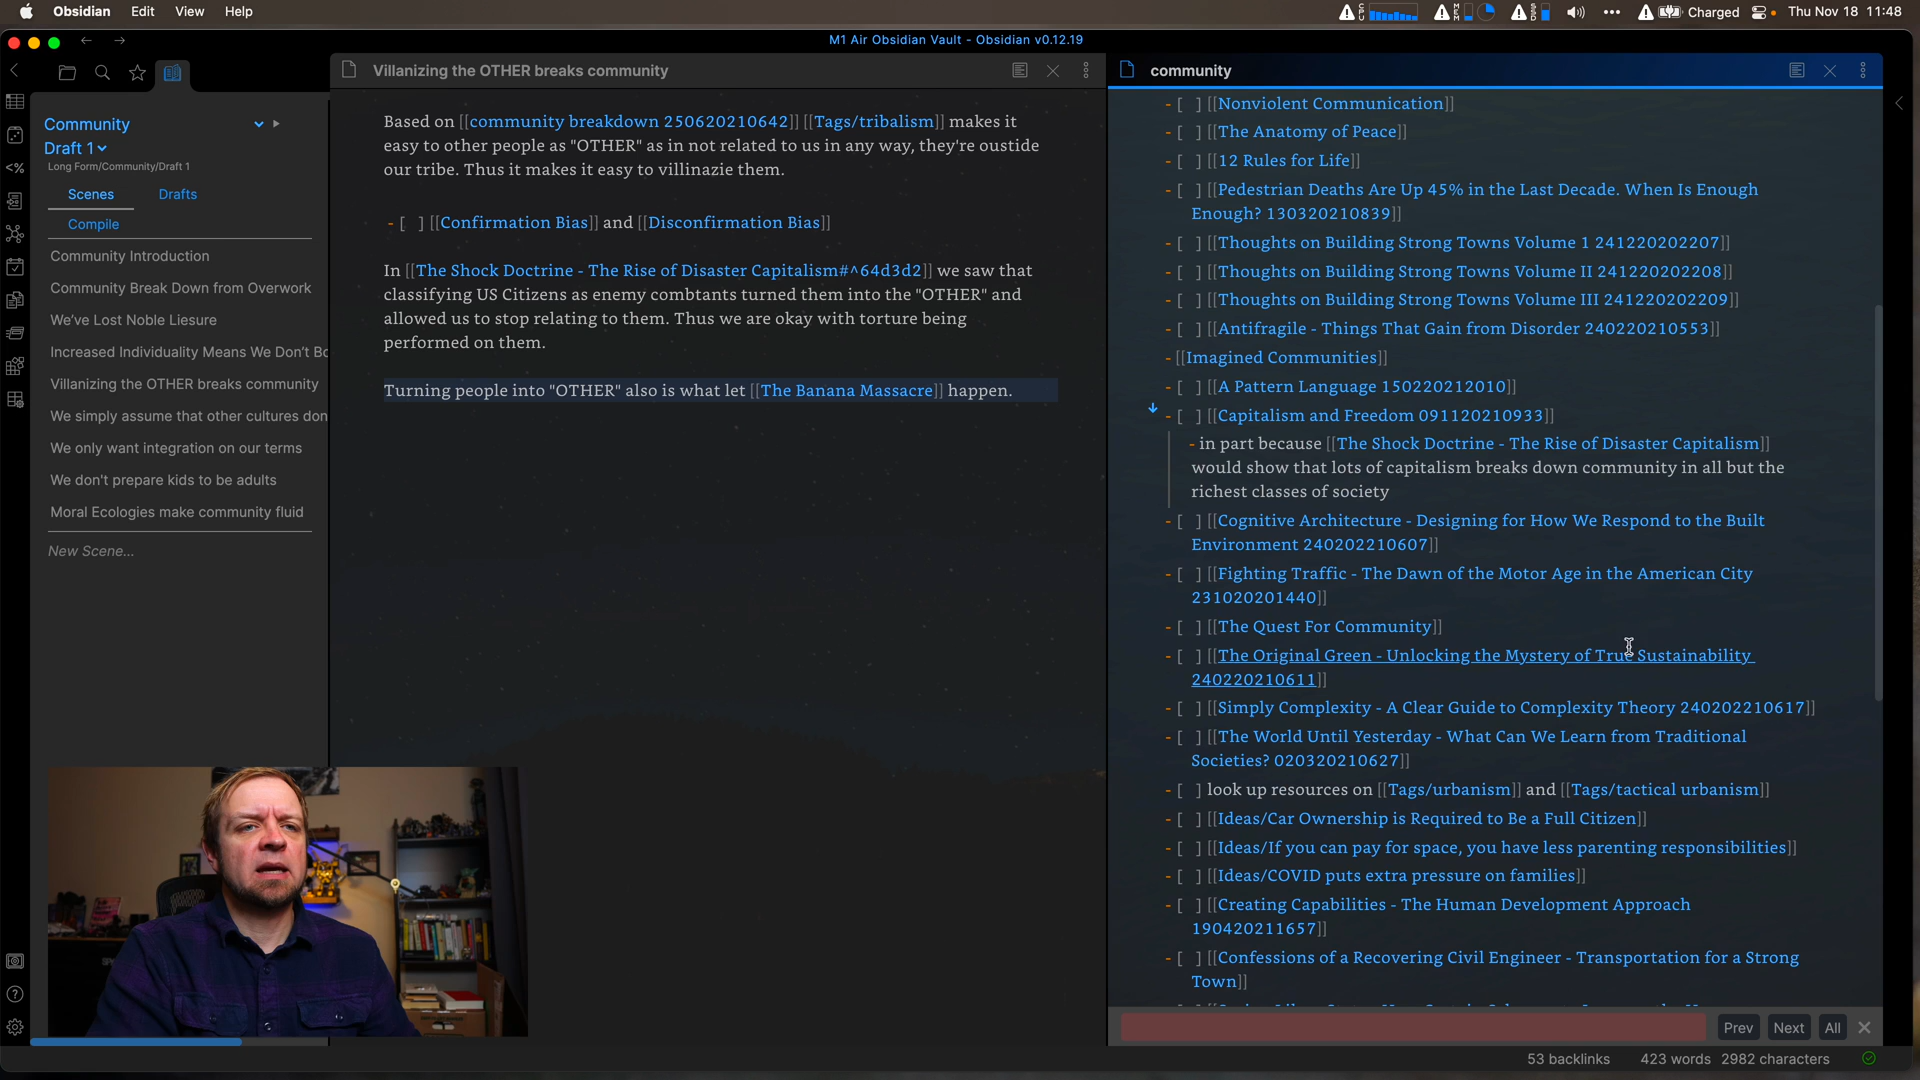 Obsidian Edit View Help
Charged Thu Nov 18 11:48
M1 Air Obsidian Vault - Obsidian v0.12.19
Community
Draft 1
Long Form/Community/Draft 1
Scenes Drafts
Compile
Community Introduction
Community Break Down from Overwork
We've Lost Noble Liesure
Increased Individuality Means We Don't Bo
Villanizing the OTHER breaks community
We simply assume that other cultures don
We only want integration on our terms
We don't prepare kids to be adults
Moral Ecologies make community fluid
New Scene...
Villanizing the OTHER breaks community
Based on [[community breakdown 250620210642]] [[Tags/tribalism]] makes it
easy to other people as "OTHER" as in not related to us in any way, they're oustide
our tribe. Thus it makes it easy to villinazie them.
- [ ] [[Confirmation Bias]] and [[Disconfirmation Bias]]
In [[The Shock Doctrine - The Rise of Disaster Capitalism#^64d3d2]] we saw that
classifying US Citizens as enemy combtants turned them into the "OTHER" and
allowed us to stop relating to them. Thus we are okay with torture being
performed on them.
Turning people into "OTHER" also is what let [[The Banana Massacre]] happen.
community
- [ ] [[Nonviolent Communication]]
- [ ] [[The Anatomy of Peace]]
- [ ] [[12 Rules for Life]]
- [ ] [[Pedestrian Deaths Are Up 45% in the Last Decade. When Is Enough
Enough? 130320210839]]
- [ ] [[Thoughts on Building Strong Towns Volume 1 241220202207]]
- [ ] [[Thoughts on Building Strong Towns Volume II 241220202208]]
- [ ] [[Thoughts on Building Strong Towns Volume III 241220202209]]
- [ ] [[Antifragile - Things That Gain from Disorder 240220210553]]
- [[Imagined Communities]]
- [ ] [[A Pattern Language 150220212010]]
- [ ] [[Capitalism and Freedom 091120210933]]
- in part because [[The Shock Doctrine - The Rise of Disaster Capitalism]]
would show that lots of capitalism breaks down community in all but the
richest classes of society
- [ ] [[Cognitive Architecture - Designing for How We Respond to the Built
Environment 240202210607]]
- [ ] [[Fighting Traffic - The Dawn of the Motor Age in the American City
231020201440]]
- [ ] [[The Quest For Community]]
- [ ] [[The Original Green - Unlocking the Mystery of True Sustainability
240220210611]]
- [ ] [[Simply Complexity - A Clear Guide to Complexity Theory 240202210617]]
- [ ] [[The World Until Yesterday - What Can We Learn from Traditional
Societies? 020320210627]]
- [ ] look up resources on [[Tags/urbanism]] and [[Tags/tactical urbanism]]
- [ ] [[Ideas/Car Ownership is Required to Be a Full Citizen]]
- [ ] [[Ideas/If you can pay for space, you have less parenting responsibilities]]
- [ ] [[Ideas/COVID puts extra pressure on families]]
- [ ] [[Creating Capabilities - The Human Development Approach
190420211657]]
- [ ] [[Confessions of a Recovering Civil Engineer - Transportation for a Strong
Town]]
Prev Next All
53 backlinks 423 words 2982 characters